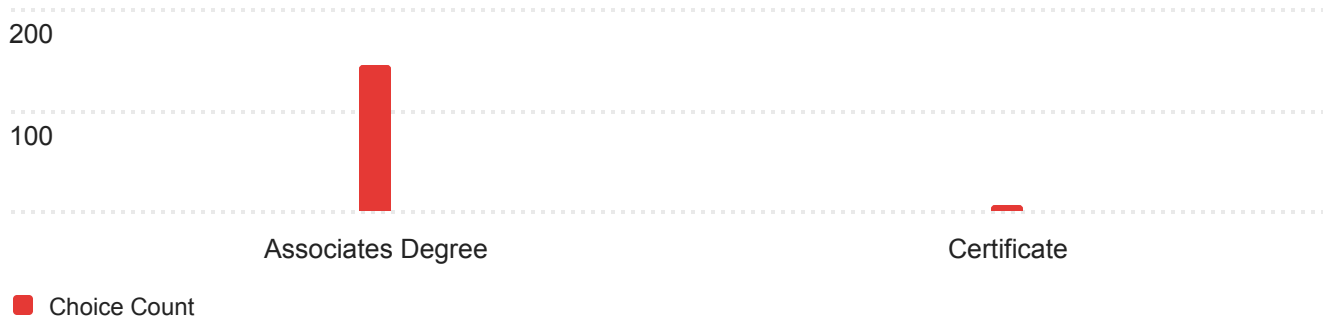 200
100
Associates Degree
Certificate
Choice Count